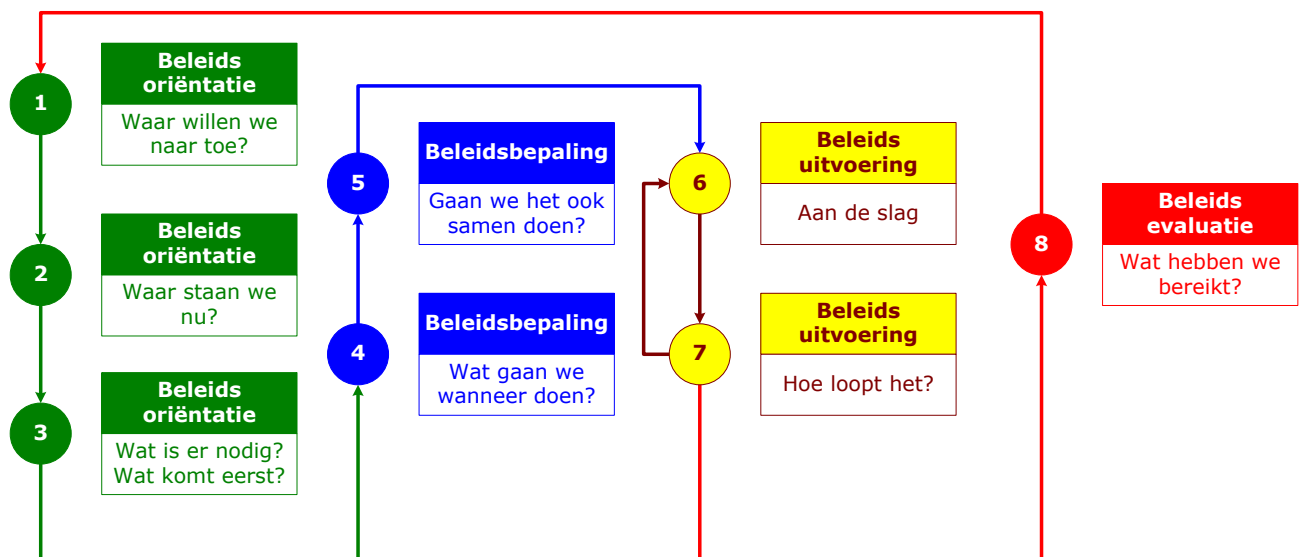 1
Beleids
oriëntatie
Waar willen we
naar toe?
2
Beleids
oriëntatie
Waar staan we
nu?
3
Beleids
oriëntatie
Wat is er nodig?
Wat komt eerst?
4
Beleidsbepaling
Wat gaan we
wanneer doen?
5
Beleidsbepaling
Gaan we het ook
samen doen?
6
Beleids
uitvoering
Aan de slag
7
Beleids
uitvoering
Hoe loopt het?
8
Beleids
evaluatie
Wat hebben we
bereikt?